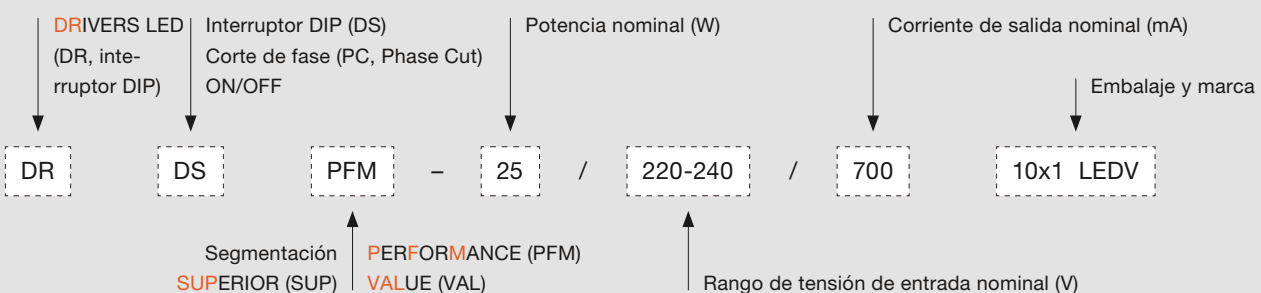 DRIVERS LED
(DR, inte-
rruptor DIP)
Interruptor DIP (DS)
Corte de fase (PC, Phase Cut)
ON/OFF
Potencia nominal (W)
Corriente de salida nominal (mA)
Embalaje y marca
DR DS PFM – 25 / 220-240 / 700 10x1 LEDV
Segmentación
SUPERIOR (SUP)
PERFORMANCE (PFM)
VALUE (VAL)
Rango de tensión de entrada nominal (V)